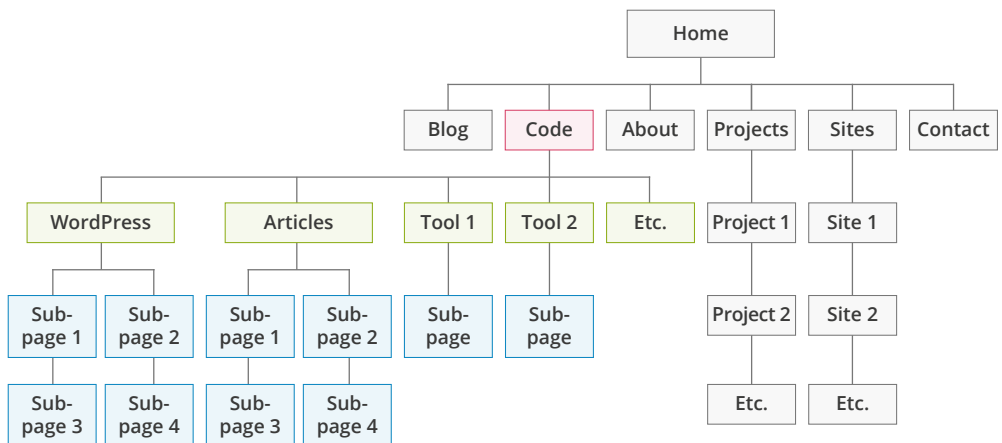 Home
Blog
Code
About
Projects
Sites
Contact
WordPress
Articles
Tool 1
Tool 2
Etc.
Project 1
Site 1
Sub-
page 1
Sub-
page 2
Sub-
page 1
Sub-
page 2
Sub-
page
Sub-
page
Project 2
Site 2
Sub-
page 3
Sub-
page 4
Sub-
page 3
Sub-
page 4
Etc.
Etc.